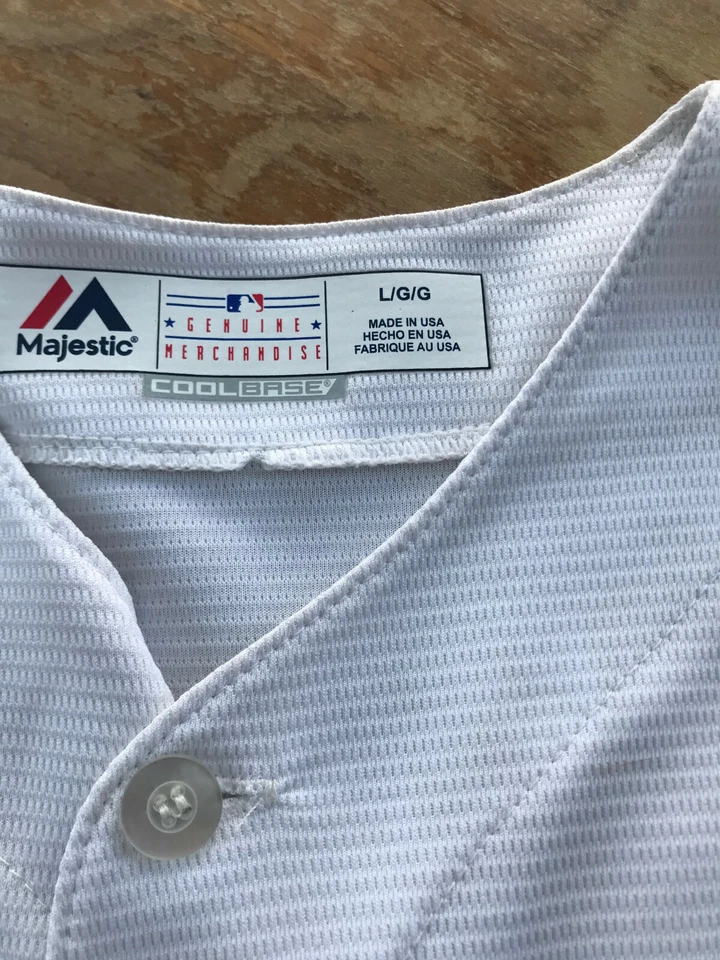 Majestic®
GENUINE
MERCHANDISE
L/G/G
MADE IN USA
HECHO EN USA
FABRIQUE AU USA
COOLBASE®